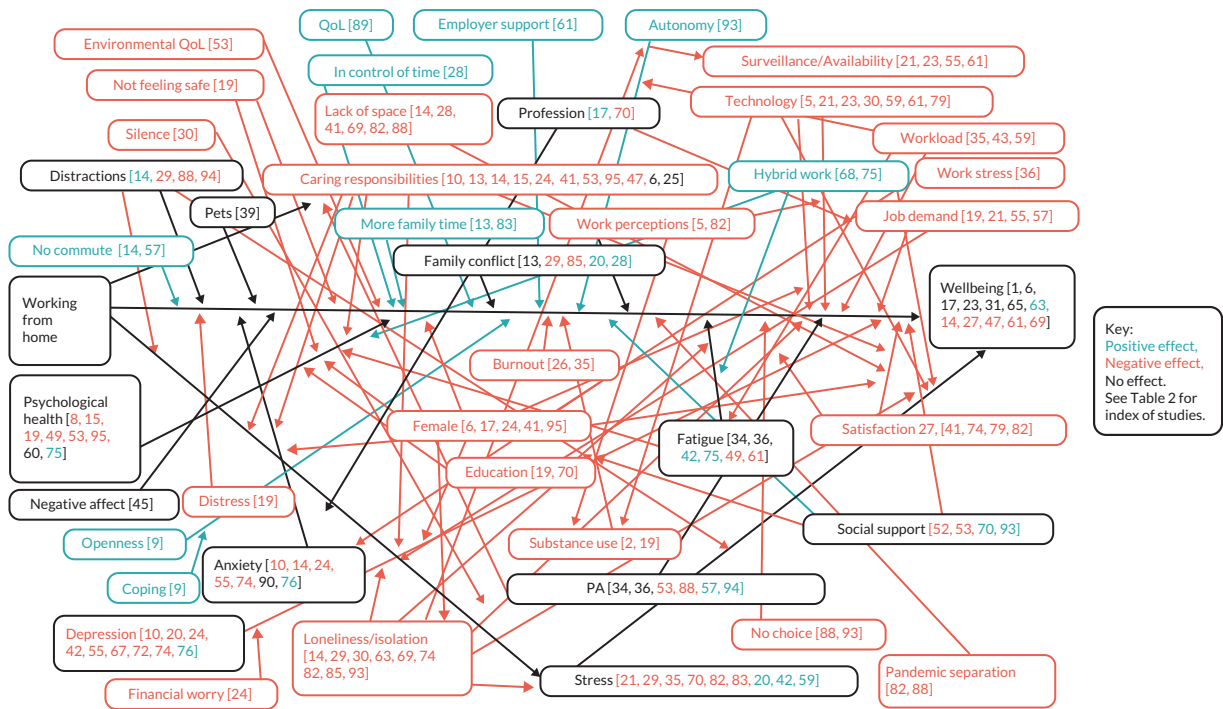 QoL [89]
Employer support [61]
Autonomy [93]
Environmental QoL [53]
Surveillance/Availability [21, 23, 55, 61]
In control of time [28]
Not feeling safe [19]
Lack of space [14, 28,
41, 69, 82, 88]
Profession [17, 70]
Technology [5, 21, 23, 30, 59, 61, 79]
Silence [30]
Workload [35, 43, 59]
Distractions [14, 29, 88, 94]
Caring responsibilities [10, 13, 14, 15, 24, 41, 53, 95, 47, 6, 25]
Hybrid work [68, 75]
Work stress [36]
Pets [39]
More family time [13, 83]
Work perceptions [5, 82]
Job demand [19, 21, 55, 57]
No commute [14, 57]
Family conflict [13, 29, 85, 20, 28]
Working
from
home
Wellbeing [1, 6,
17, 23, 31, 65, 63,
14, 27, 47, 61, 69]
Key:
Positive effect,
Negative effect,
No effect.
See Table 2 for
index of studies.
Burnout [26, 35]
Psychological
health [8, 15,
19, 49, 53, 95,
60, 75]
Female [6, 17, 24, 41, 95]
Fatigue [34, 36,
42, 75, 49, 61]
Satisfaction 27, [41, 74, 79, 82]
Education [19, 70]
Negative affect [45]
Distress [19]
Social support [52, 53, 70, 93]
Openness [9]
Substance use [2, 19]
Anxiety [10, 14, 24,
55, 74, 90, 76]
Coping [9]
PA [34, 36, 53, 88, 57, 94]
Depression [10, 20, 24,
42, 55, 67, 72, 74, 76]
Loneliness/isolation
[14, 29, 30, 63, 69, 74
82, 85, 93]
No choice [88, 93]
Stress [21, 29, 35, 70, 82, 83, 20, 42, 59]
Pandemic separation
[82, 88]
Financial worry [24]